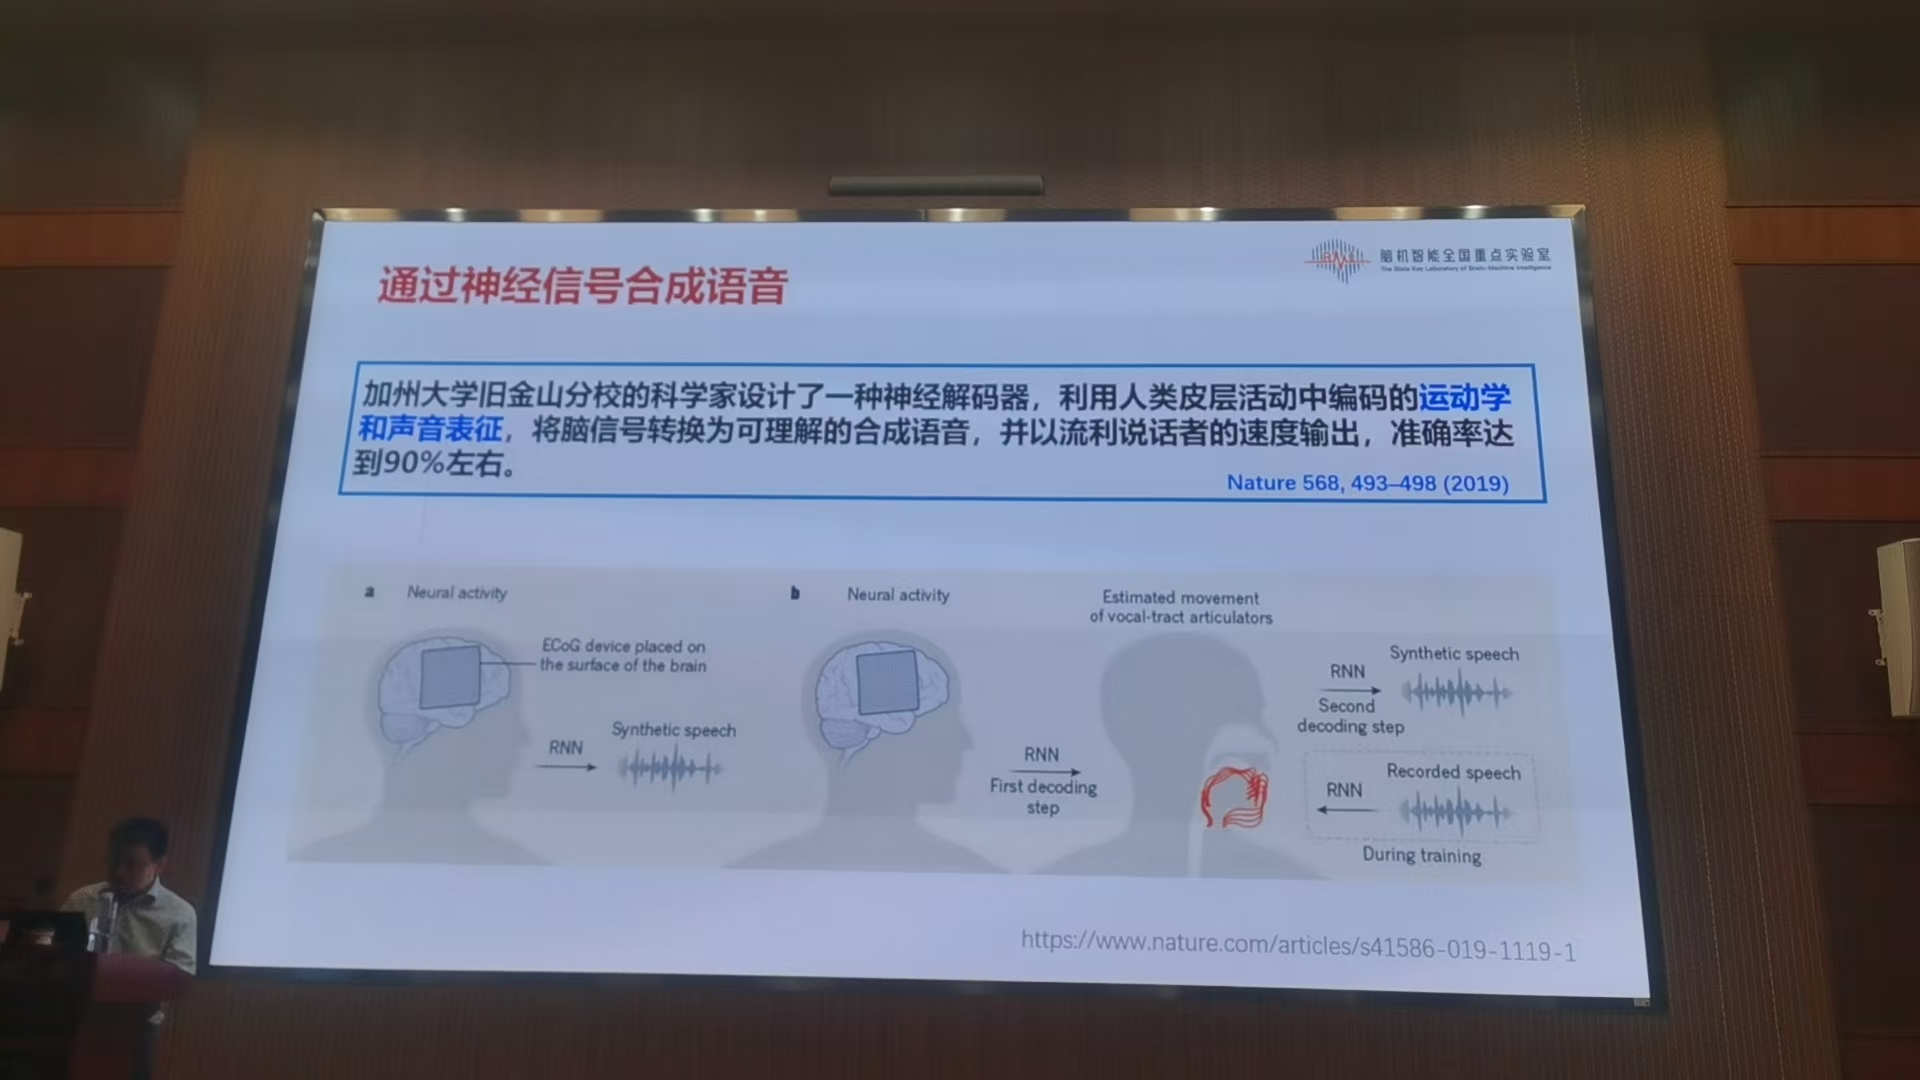 脑机智能全国重点实验室
The State Key Laboratory of Brain-Machine Intelligence
通过神经信号合成语音
加州大学旧金山分校的科学家设计了一种神经解码器，利用人类皮层活动中编码的运动学
和声音表征，将脑信号转换为可理解的合成语音，并以流利说话者的速度输出，准确率达
到90%左右。
Nature 568, 493–498 (2019)
a Neural activity
ECoG device placed on
the surface of the brain
RNN
Synthetic speech
b Neural activity
RNN
First decoding
step
Estimated movement
of vocal-tract articulators
RNN
Second
decoding step
Synthetic speech
RNN
Recorded speech
During training
https://www.nature.com/articles/s41586-019-1119-1